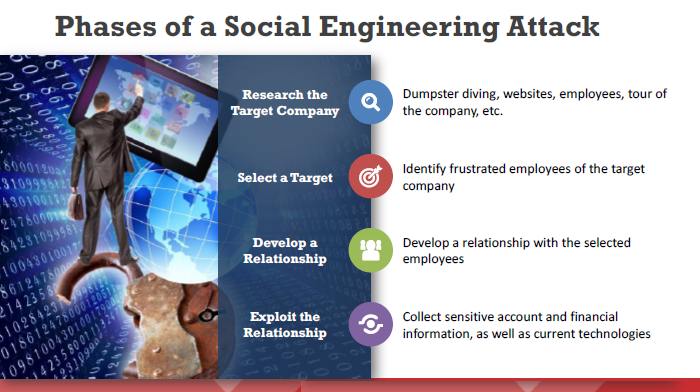 Phases of a Social Engineering Attack
Research the
Target Company
Dumpster diving, websites, employees, tour of
the company, etc.
Select a Target
Identify frustrated employees of the target
company
Develop a
Relationship
Develop a relationship with the selected
employees
Exploit the
Relationship
Collect sensitive account and financial
information, as well as current technologies